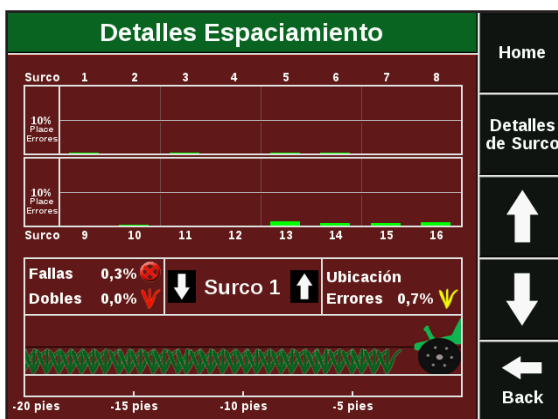 Detalles Espaciamiento
Surco 1 2 3 4 5 6 7 8
10%
Place
Errores
10%
Place
Errores
Surco 9 10 11 12 13 14 15 16
Fallas 0,3%
Dobles 0,0%
Surco 1
Ubicación
Errores 0,7%
-20 pies -15 pies -10 pies -5 pies
Home
Detalles
de Surco
Back